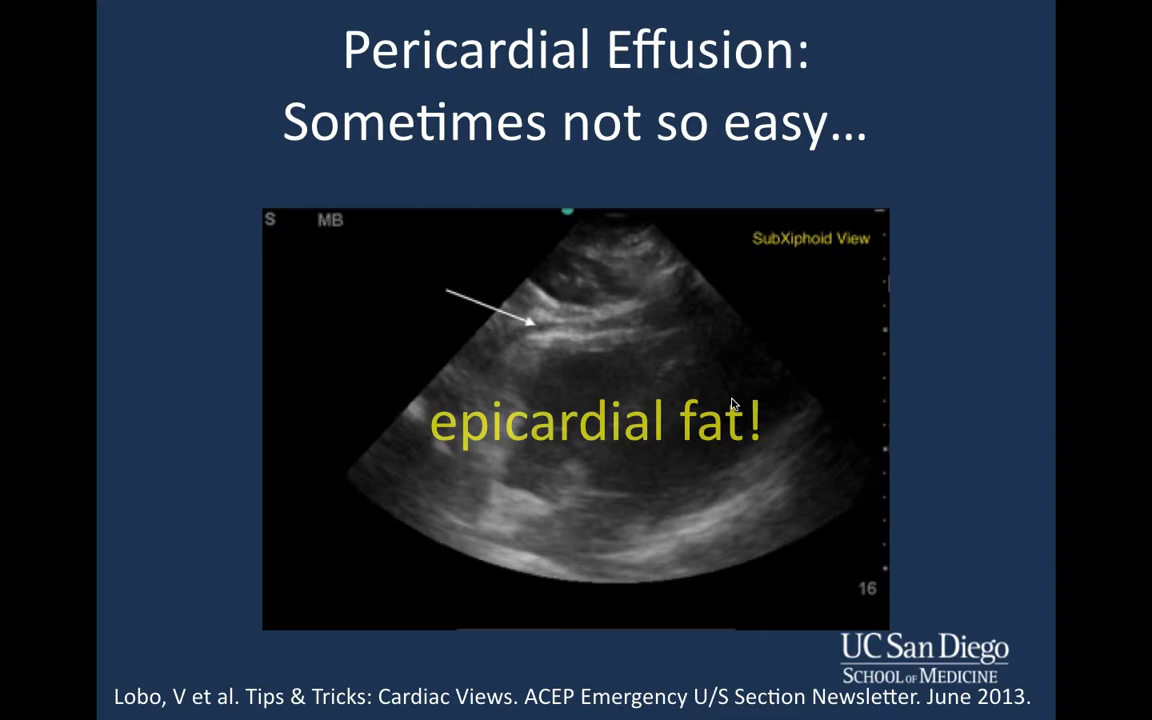 Pericardial Effusion:
Sometimes not so easy...
S MB
SubXiphoid View
epicardial fat!
16
UC San Diego
SCHOOL OF MEDICINE
Lobo, V et al. Tips & Tricks: Cardiac Views. ACEP Emergency U/S Section Newsletter. June 2013.